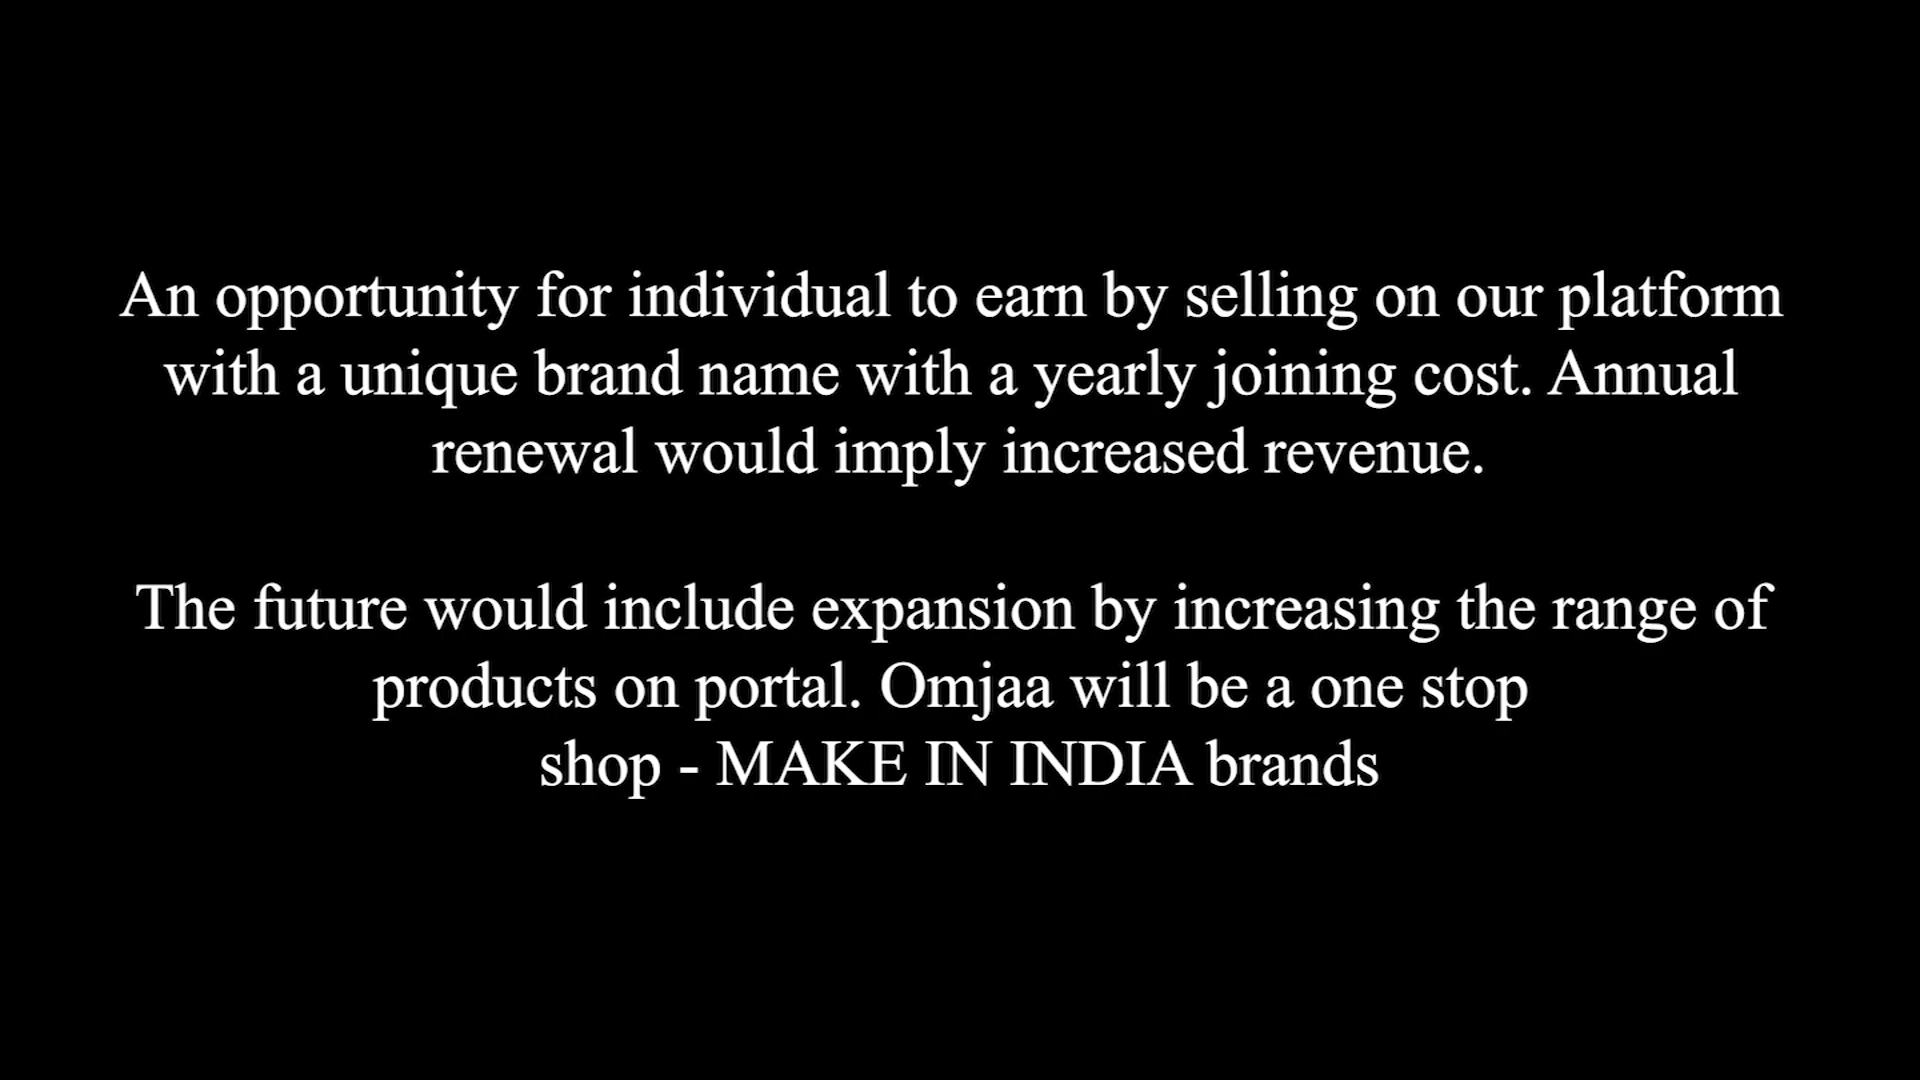 An opportunity for individual to earn by selling on our platform
with a unique brand name with a yearly joining cost. Annual
renewal would imply increased revenue.
The future would include expansion by increasing the range of
products on portal. Omjaa will be a one stop
shop - MAKE IN INDIA brands